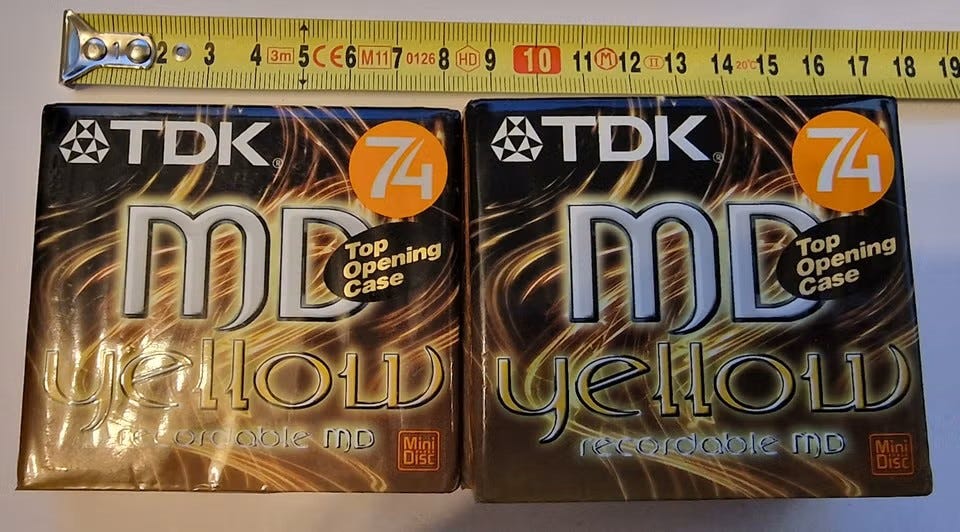 1 2 3 4 3m 5 CE 6 M11 7 0126 8 HD 9 10 11 M 12 II 13 14 20°C 15 16 17 18 19
TDK®
74
MD
Top
Opening
Case
yellow
recordable MD
Mini
Disc
TDK®
74
MD
Top
Opening
Case
yellow
recordable MD
Mini
Disc